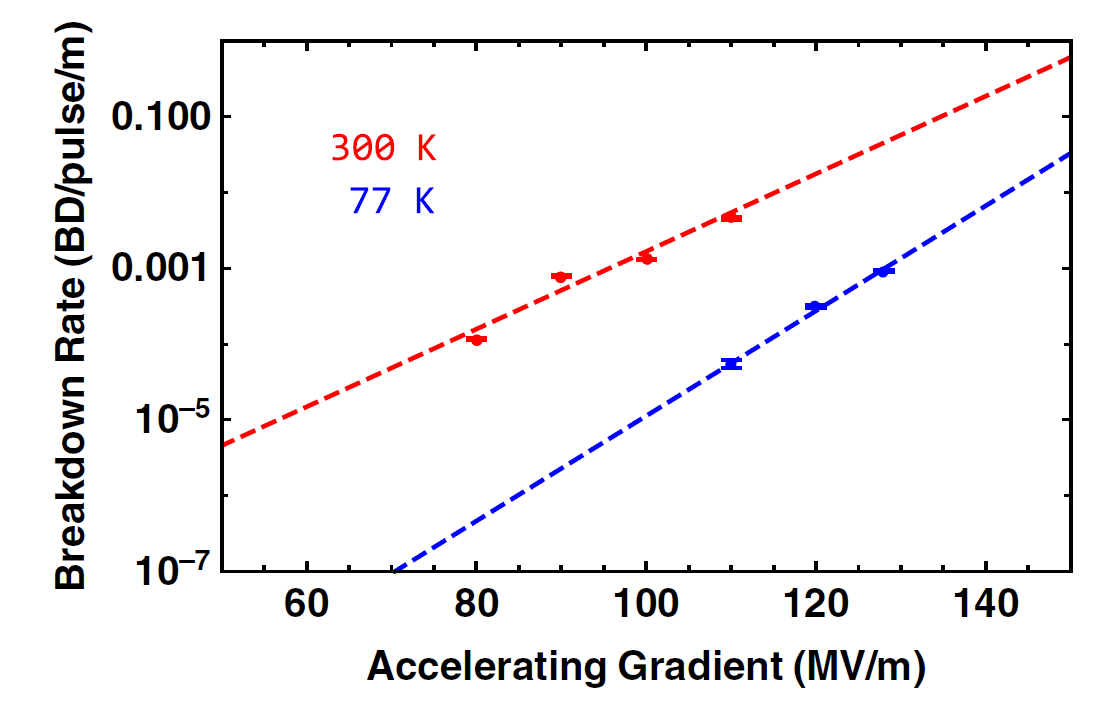 Breakdown Rate (BD/pulse/m)
0.100
0.001
10⁻⁵
10⁻⁷
300 K
77 K
60 80 100 120 140
Accelerating Gradient (MV/m)